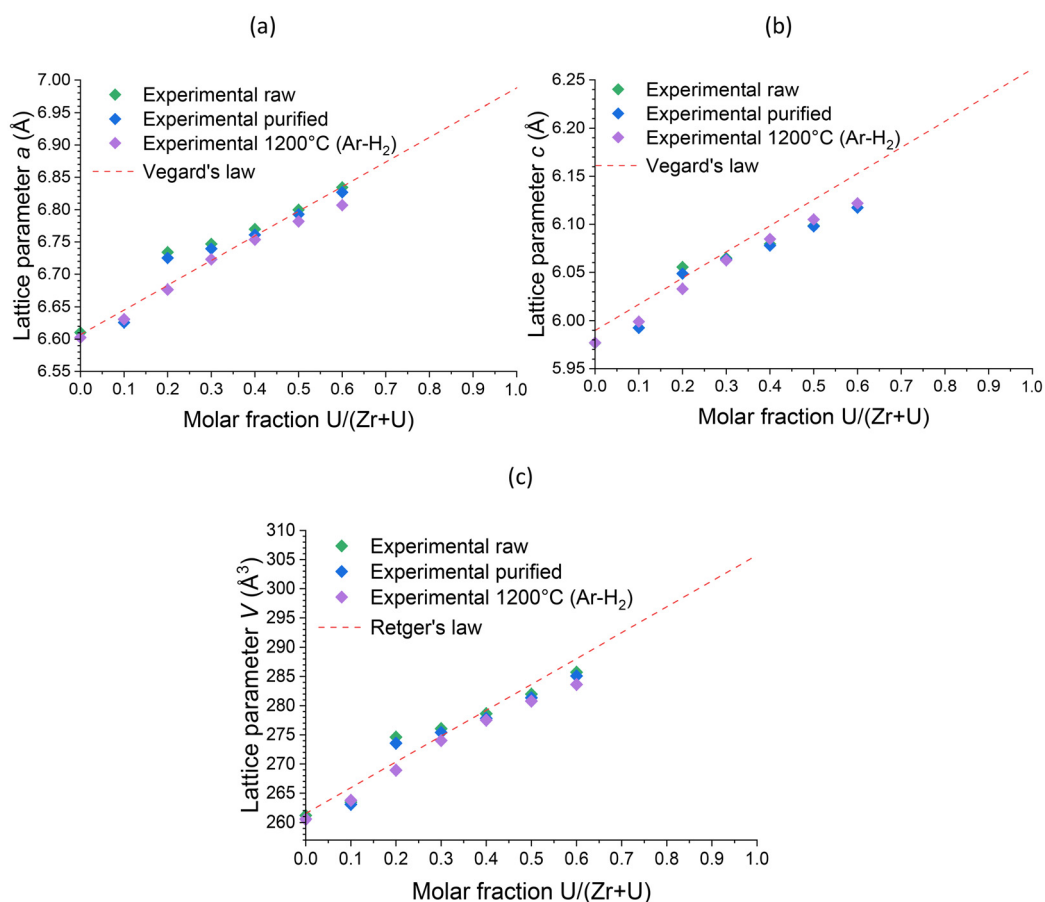 (a)
7.00
6.95
6.90
6.85
6.80
6.75
6.70
6.65
6.60
6.55
Lattice parameter a (Å)
Experimental raw
Experimental purified
Experimental 1200°C (Ar-H₂)
Vegard's law
0.0 0.1 0.2 0.3 0.4 0.5 0.6 0.7 0.8 0.9 1.0
Molar fraction U/(Zr+U)
(b)
6.25
6.20
6.15
6.10
6.05
6.00
5.95
Lattice parameter c (Å)
Experimental raw
Experimental purified
Experimental 1200°C (Ar-H₂)
Vegard's law
0.0 0.1 0.2 0.3 0.4 0.5 0.6 0.7 0.8 0.9 1.0
Molar fraction U/(Zr+U)
(c)
310
305
300
295
290
285
280
275
270
265
260
Lattice parameter V (Å³)
Experimental raw
Experimental purified
Experimental 1200°C (Ar-H₂)
Retger's law
0.0 0.1 0.2 0.3 0.4 0.5 0.6 0.7 0.8 0.9 1.0
Molar fraction U/(Zr+U)